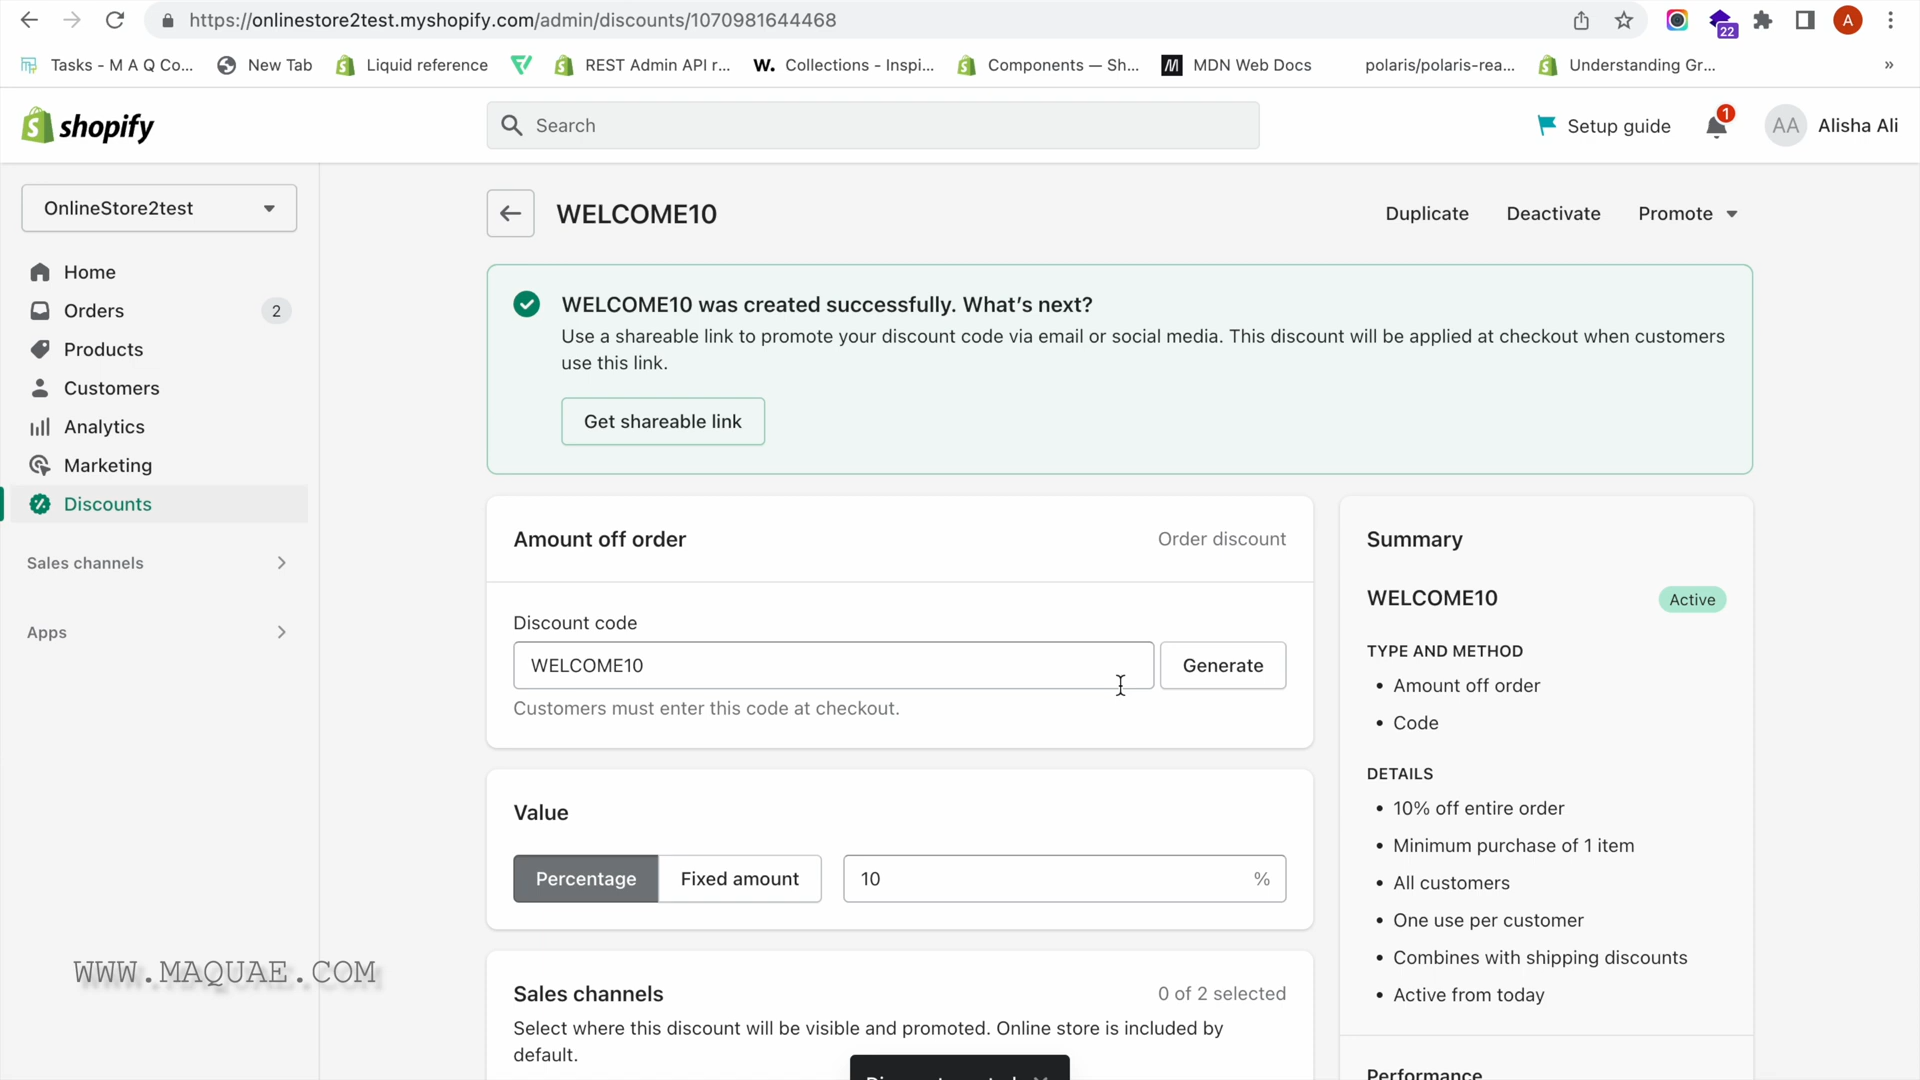 https://onlinestore2test.myshopify.com/admin/discounts/1070981644468
22
A
Tasks - M A Q Co...
New Tab
Liquid reference
REST Admin API r...
W. Collections - Inspi...
Components — Sh...
MDN Web Docs
polaris/polaris-rea...
Understanding Gr...
»
shopify
Search
Setup guide
1
AA
Alisha Ali
OnlineStore2test
Home
Orders
2
Products
Customers
Analytics
Marketing
Discounts
Sales channels
Apps
WELCOME10
Duplicate
Deactivate
Promote
WELCOME10 was created successfully. What's next?
Use a shareable link to promote your discount code via email or social media. This discount will be applied at checkout when customers
use this link.
Get shareable link
Amount off order
Order discount
Discount code
WELCOME10
Generate
Customers must enter this code at checkout.
Value
Percentage
Fixed amount
10
%
Sales channels
0 of 2 selected
Select where this discount will be visible and promoted. Online store is included by
default.
Summary
WELCOME10
Active
TYPE AND METHOD
• Amount off order
• Code
DETAILS
• 10% off entire order
• Minimum purchase of 1 item
• All customers
• One use per customer
• Combines with shipping discounts
• Active from today
Performance
WWW.MAQUAE.COM